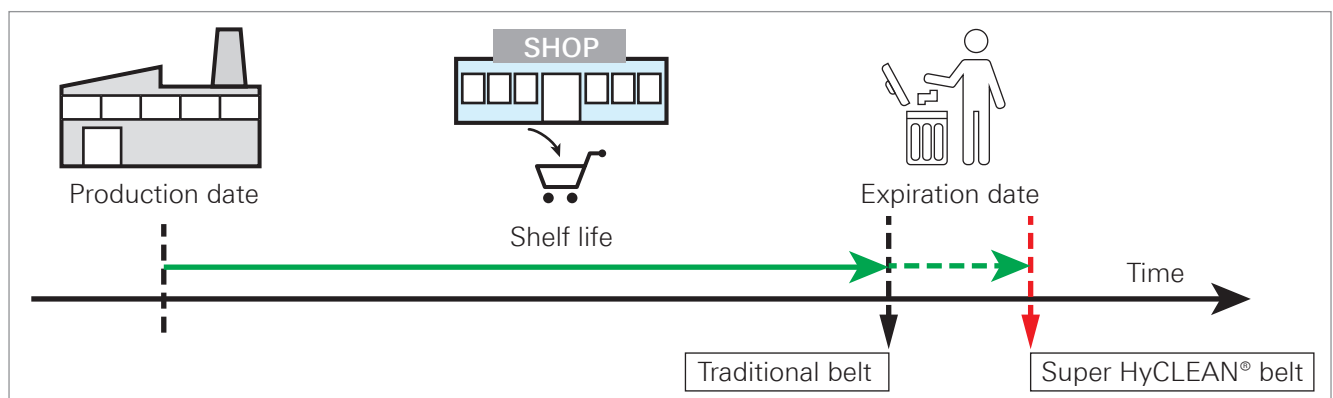 SHOP
Production date
Expiration date
Shelf life
Time
Traditional belt
Super HyCLEAN® belt